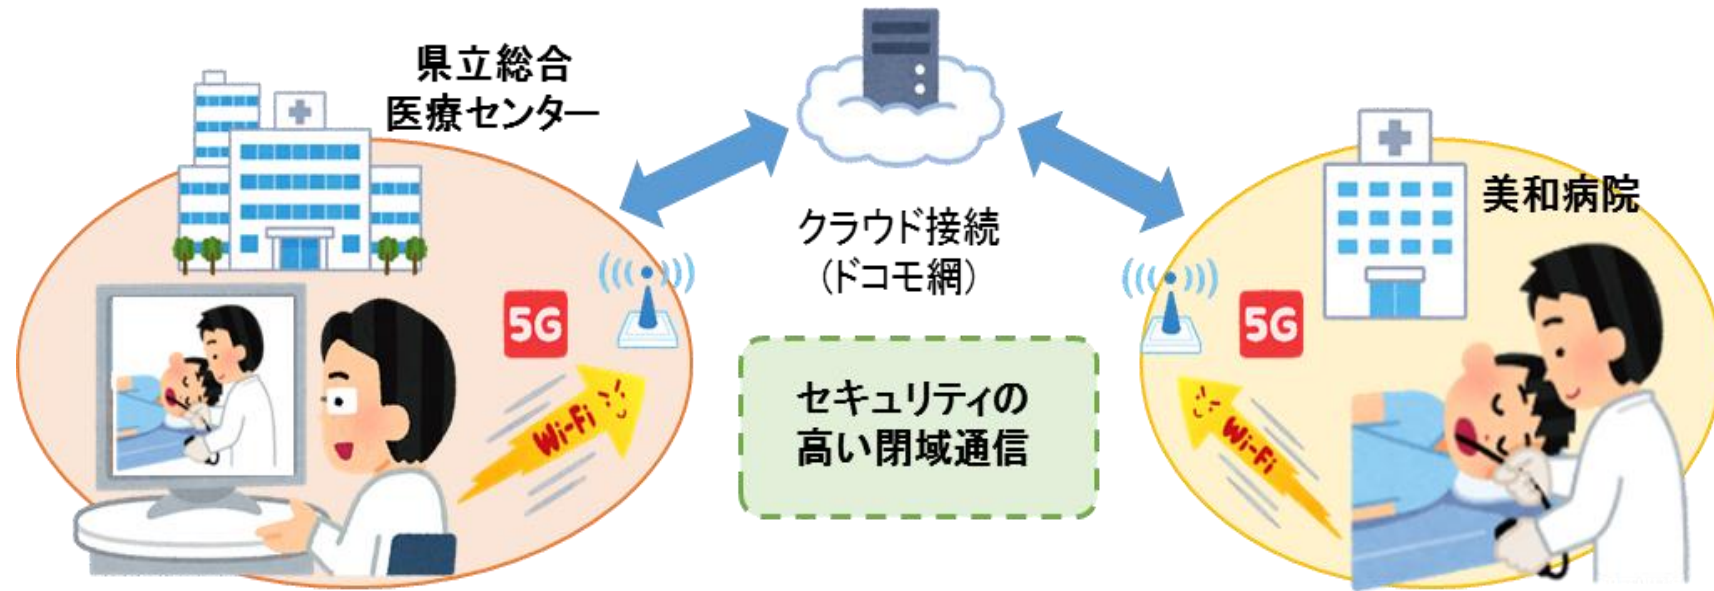 県立総合
医療センター
クラウド接続
(ドコモ網)
セキュリティの
高い閉域通信
美和病院
5G
Wi-Fi
5G
Wi-Fi